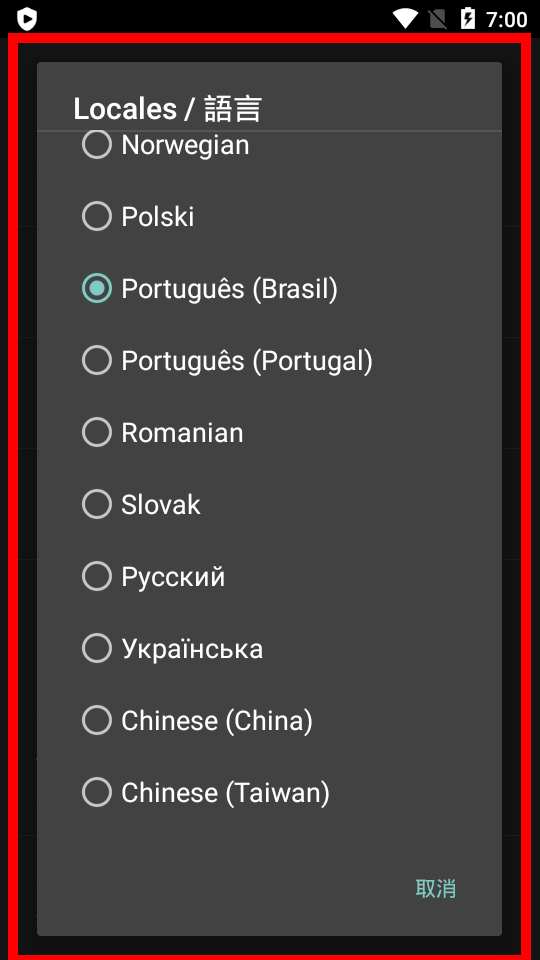 7:00
Locales / 語言
Norwegian
Polski
Português (Brasil)
Português (Portugal)
Romanian
Slovak
Русский
Українська
Chinese (China)
Chinese (Taiwan)
取消